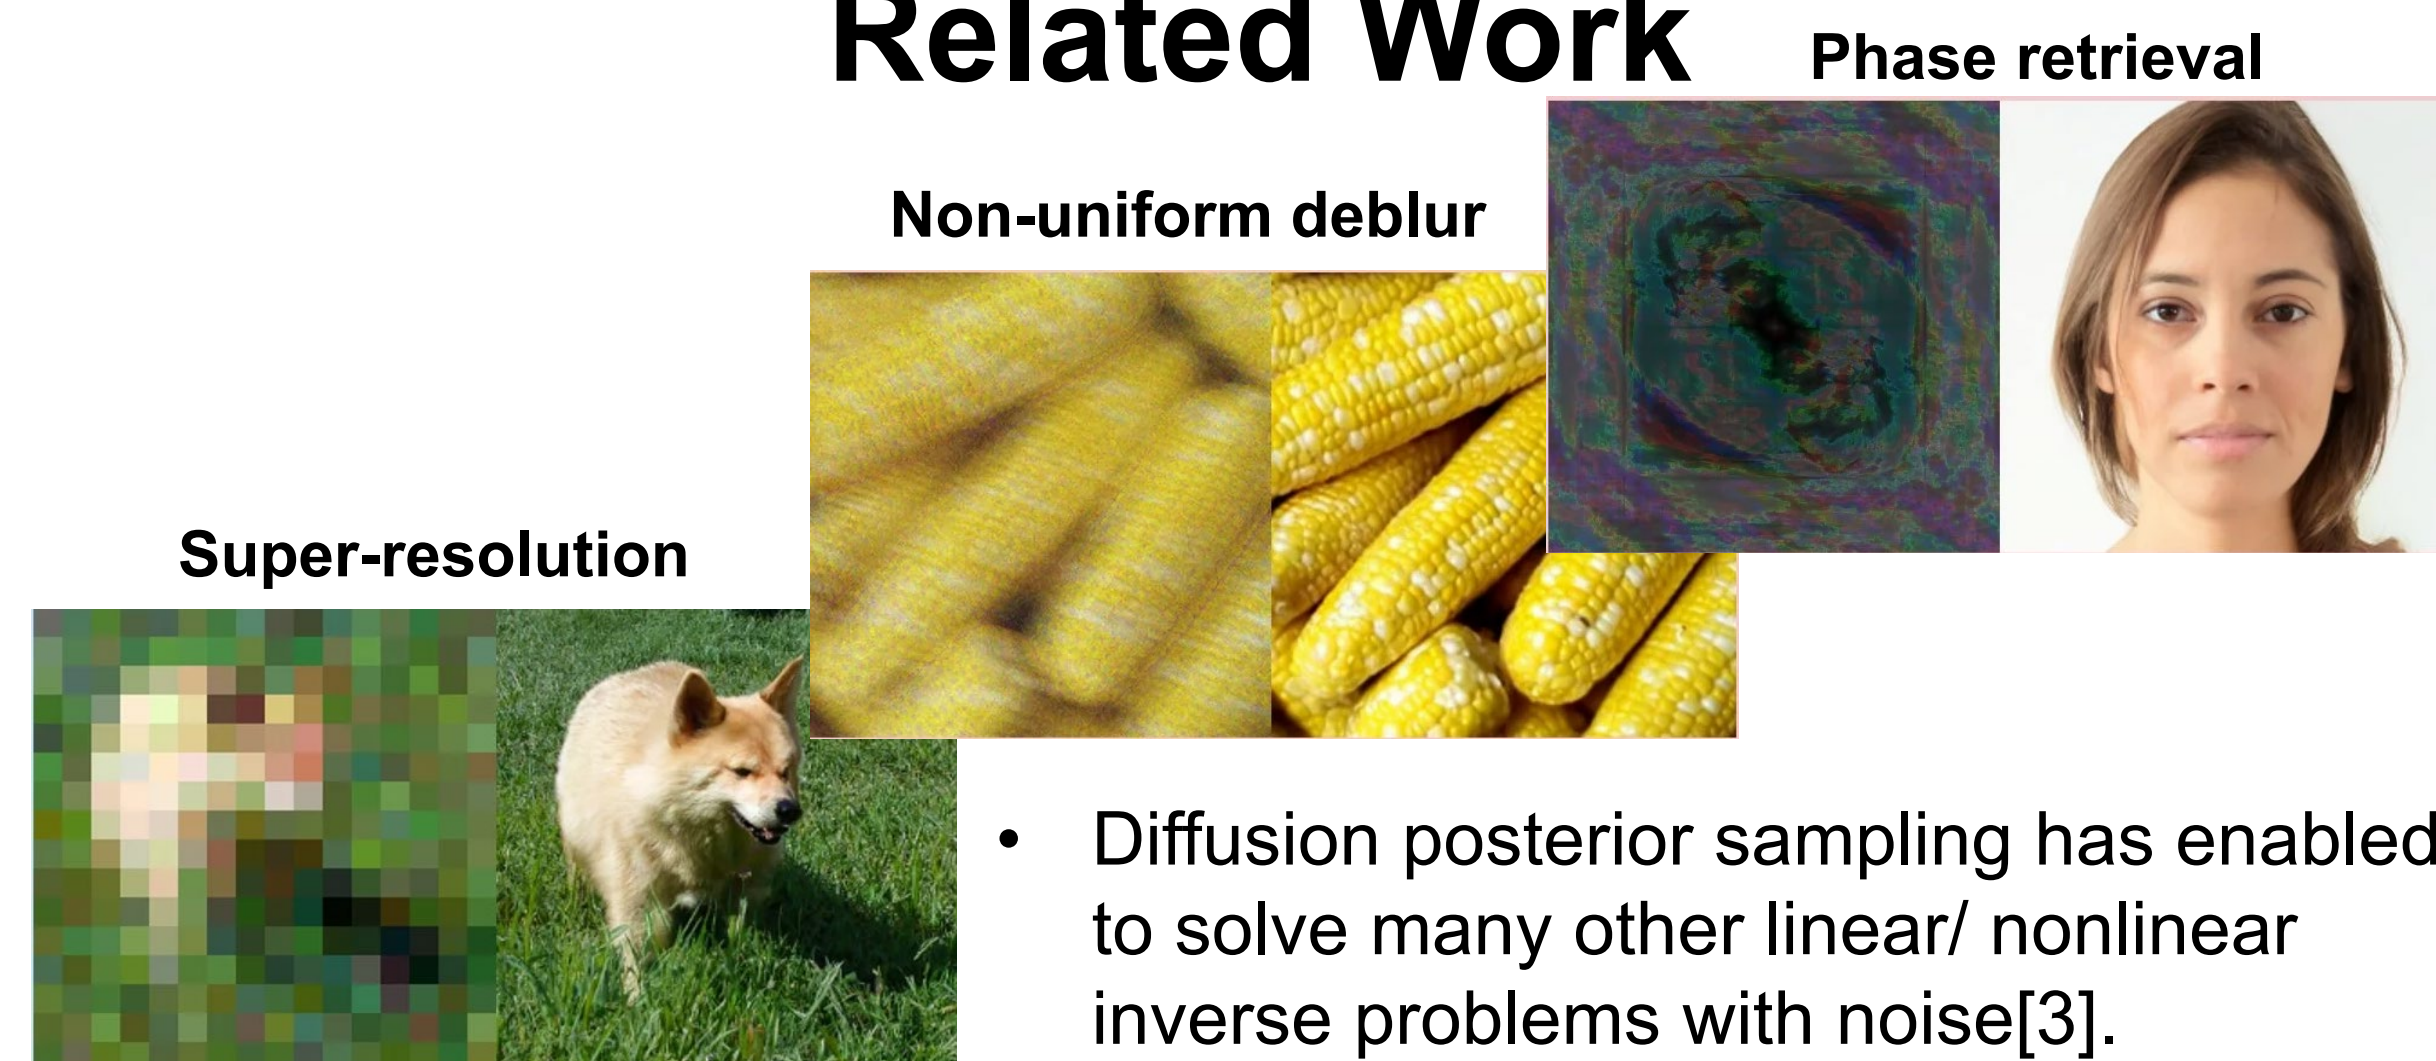 Related Work
Phase retrieval
Non-uniform deblur
Super-resolution
• Diffusion posterior sampling has enabled
to solve many other linear/ nonlinear
inverse problems with noise[3].